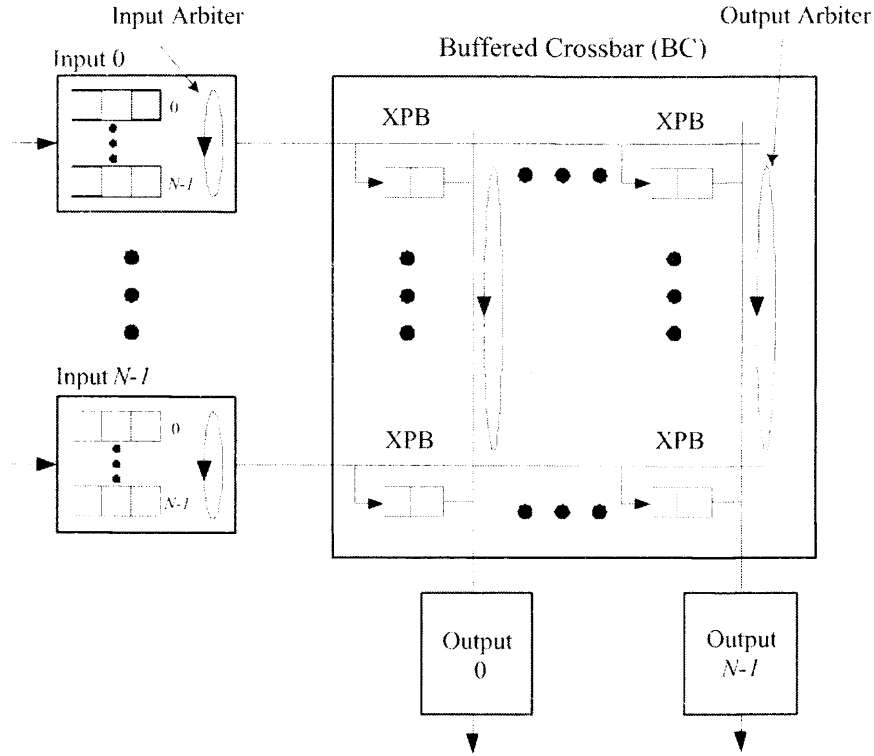 Input Arbiter
Output Arbiter
Buffered Crossbar (BC)
Input 0
0
N-1
XPB
XPB
Input N-1
0
N-1
XPB
XPB
Output
0
Output
N-1